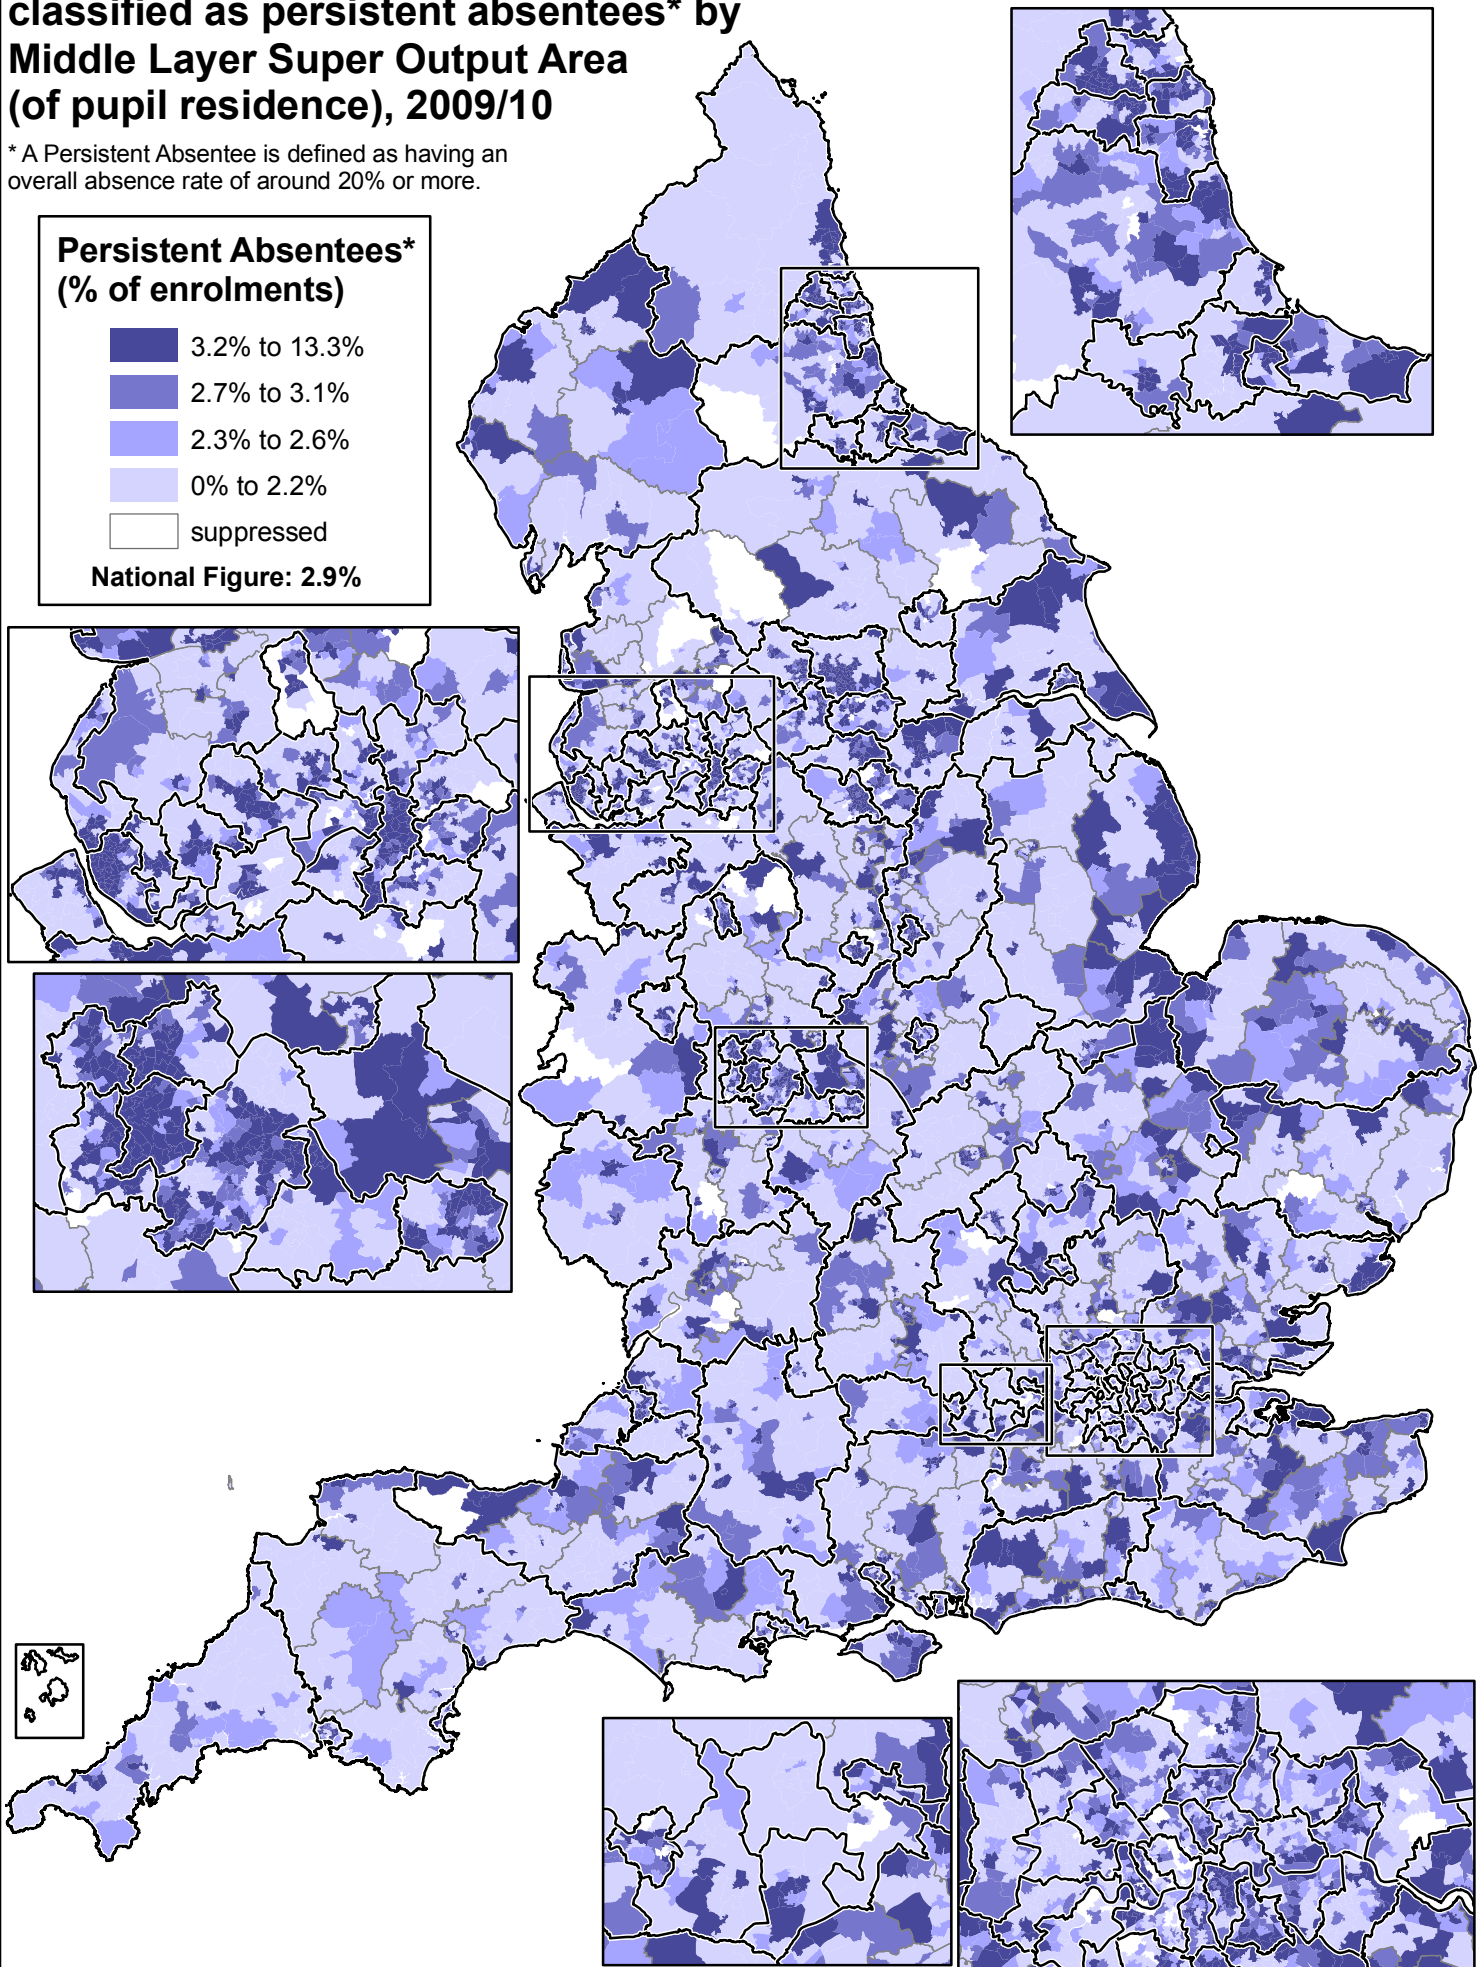 classified as persistent absentees* by
Middle Layer Super Output Area
(of pupil residence), 2009/10
* A Persistent Absentee is defined as having an
overall absence rate of around 20% or more.
Persistent Absentees*
(% of enrolments)
3.2% to 13.3%
2.7% to 3.1%
2.3% to 2.6%
0% to 2.2%
suppressed
National Figure: 2.9%